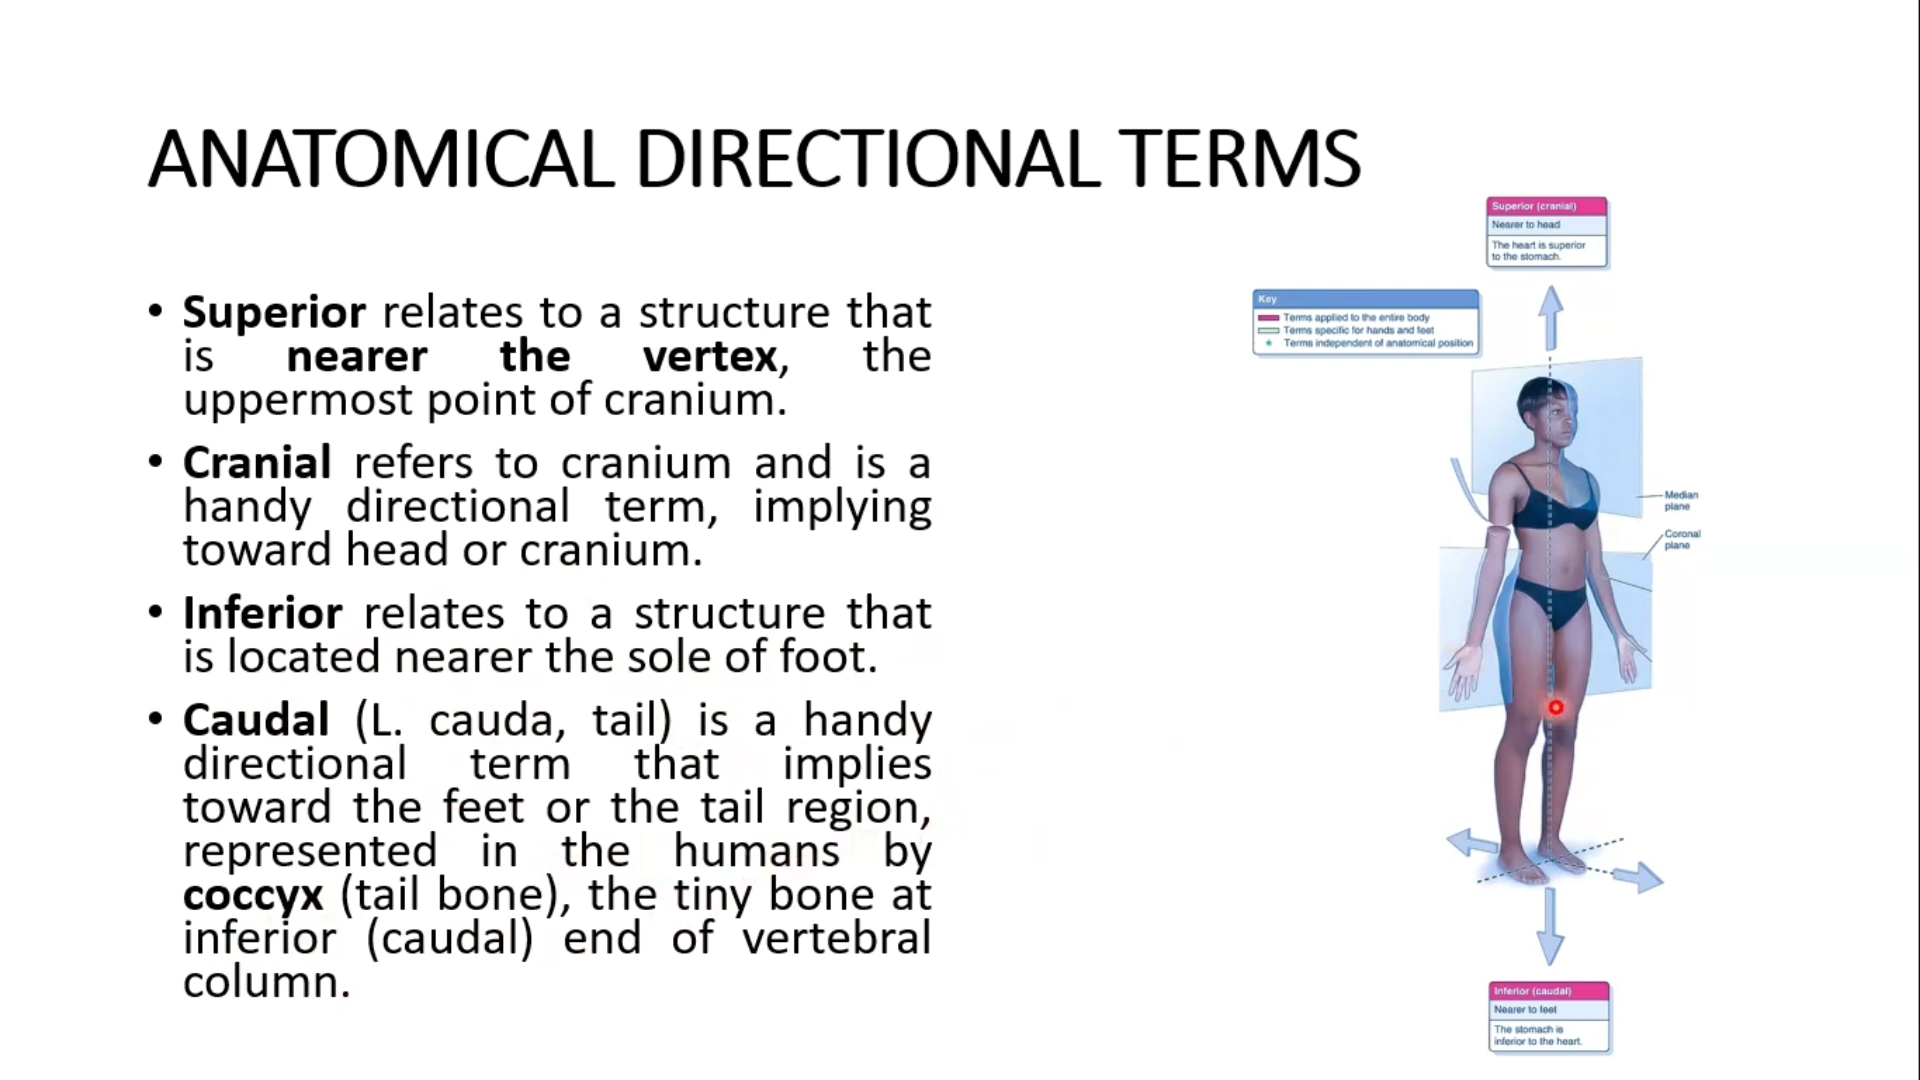 ANATOMICAL DIRECTIONAL TERMS
• Superior relates to a structure that
is nearer the vertex, the
uppermost point of cranium.
• Cranial refers to cranium and is a
handy directional term, implying
toward head or cranium.
• Inferior relates to a structure that
is located nearer the sole of foot.
• Caudal (L. cauda, tail) is a handy
directional term that implies
toward the feet or the tail region,
represented in the humans by
coccyx (tail bone), the tiny bone at
inferior (caudal) end of vertebral
column.
Superior (cranial)
Nearer to head
The heart is superior
to the stomach.
Key
Terms applied to the entire body
Terms specific for hands and feet
Terms independent of anatomical position
Median
plane
Coronal
plane
Inferior (caudal)
Nearer to feet
The stomach is
inferior to the heart.